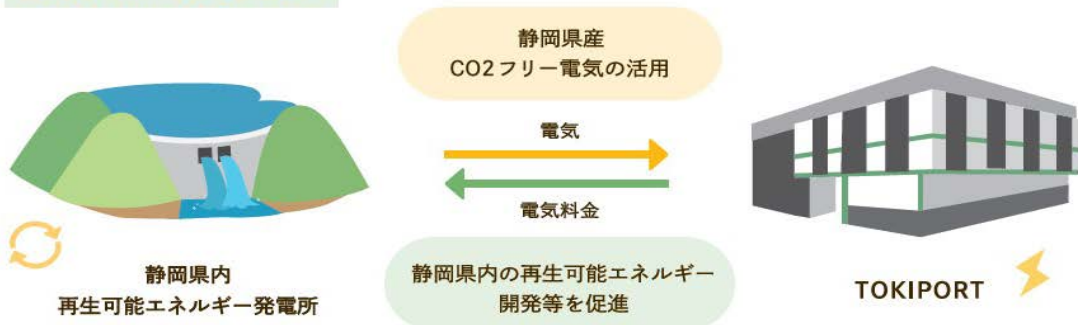 静岡県産
CO2フリー電気の活用
電気
電気料金
静岡県内
再生可能エネルギー発電所
静岡県内の再生可能エネルギー
開発等を促進
TOKIPORT